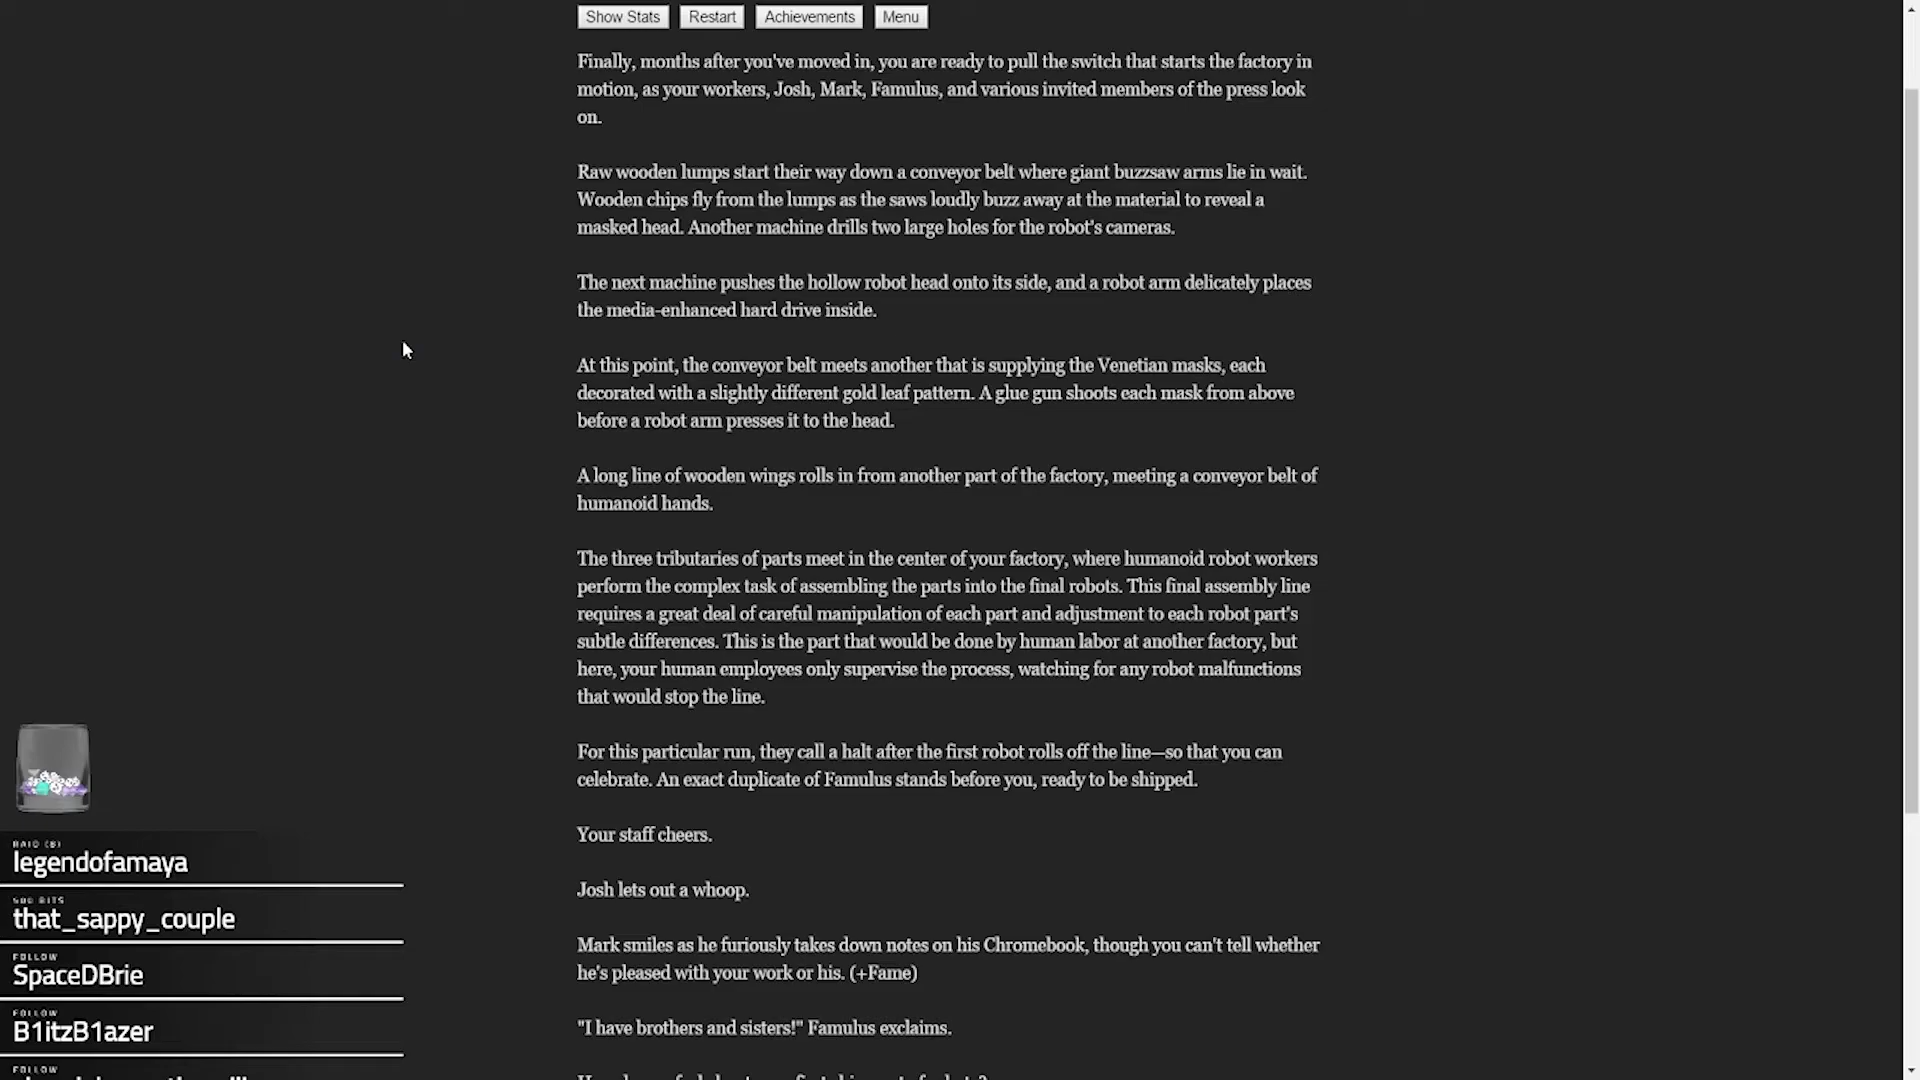 Show Stats Restart Achievements Menu
Finally, months after you've moved in, you are ready to pull the switch that starts the factory in
motion, as your workers, Josh, Mark, Famulus, and various invited members of the press look
on.
Raw wooden lumps start their way down a conveyor belt where giant buzzsaw arms lie in wait.
Wooden chips fly from the lumps as the saws loudly buzz away at the material to reveal a
masked head. Another machine drills two large holes for the robot's cameras.
The next machine pushes the hollow robot head onto its side, and a robot arm delicately places
the media-enhanced hard drive inside.
At this point, the conveyor belt meets another that is supplying the Venetian masks, each
decorated with a slightly different gold leaf pattern. A glue gun shoots each mask from above
before a robot arm presses it to the head.
A long line of wooden wings rolls in from another part of the factory, meeting a conveyor belt of
humanoid hands.
The three tributaries of parts meet in the center of your factory, where humanoid robot workers
perform the complex task of assembling the parts into the final robots. This final assembly line
requires a great deal of careful manipulation of each part and adjustment to each robot part's
subtle differences. This is the part that would be done by human labor at another factory, but
here, your human employees only supervise the process, watching for any robot malfunctions
that would stop the line.
For this particular run, they call a halt after the first robot rolls off the line—so that you can
celebrate. An exact duplicate of Famulus stands before you, ready to be shipped.
Your staff cheers.
Josh lets out a whoop.
Mark smiles as he furiously takes down notes on his Chromebook, though you can't tell whether
he's pleased with your work or his. (+Fame)
"I have brothers and sisters!" Famulus exclaims.
RAID (8)
legendofamaya
500 BITS
that_sappy_couple
FOLLOW
SpaceDBrie
FOLLOW
B1itzB1azer
FOLLOW